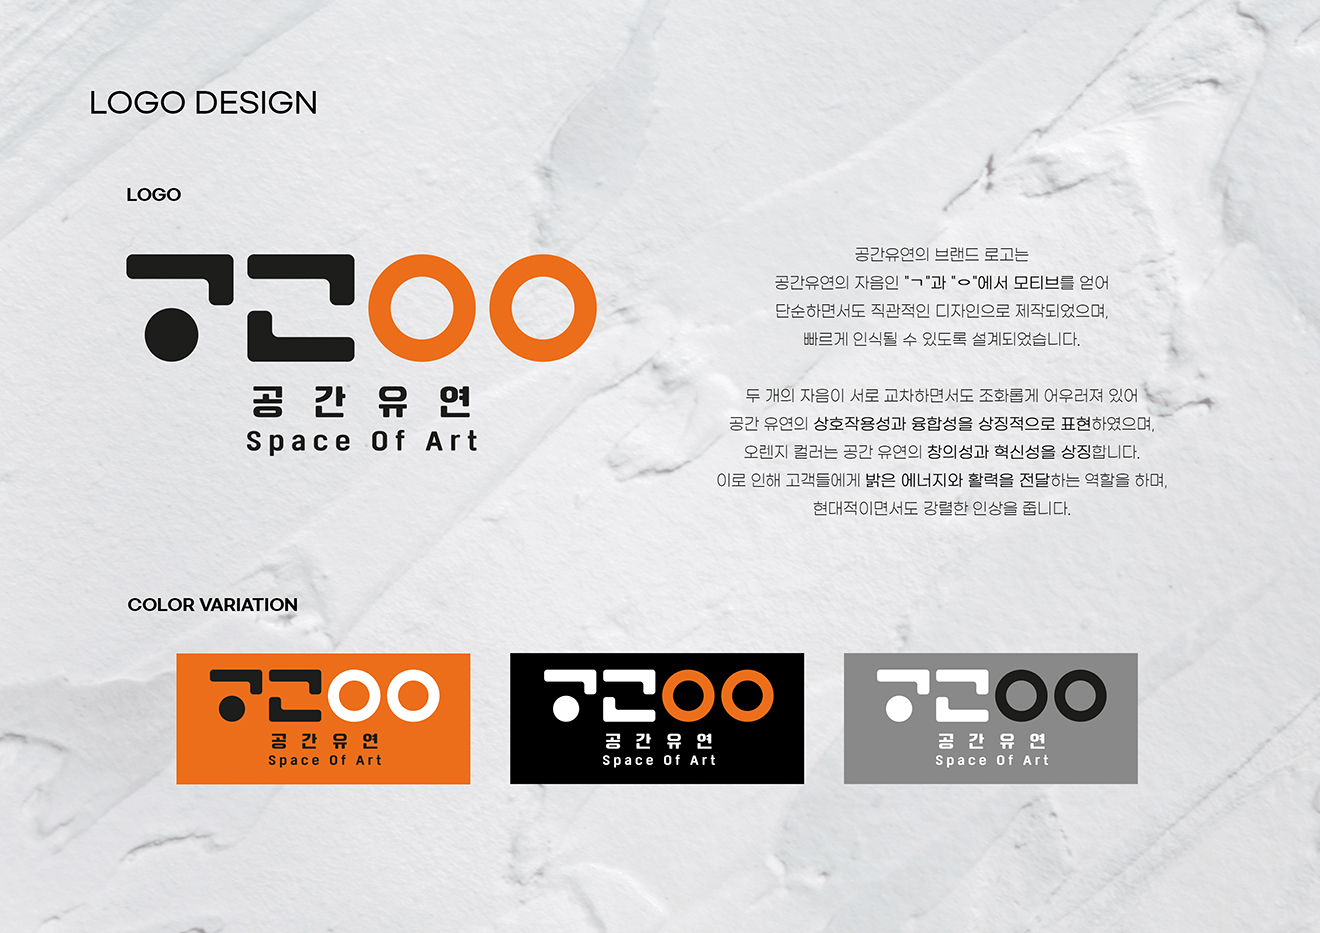 LOGO DESIGN
LOGO
공간유연
Space Of Art
공간유연의 브랜드 로고는
공간유연의 자음인 "ㄱ"과 "ㅇ"에서 모티브를 얻어
단순하면서도 직관적인 디자인으로 제작되었으며,
빠르게 인식될 수 있도록 설계되었습니다.
두 개의 자음이 서로 교차하면서도 조화롭게 어우러져 있어
공간 유연의 상호작용성과 융합성을 상징적으로 표현하였으며,
오렌지 컬러는 공간 유연의 창의성과 혁신성을 상징합니다.
이로 인해 고객들에게 밝은 에너지와 활력을 전달하는 역할을 하며,
현대적이면서도 강렬한 인상을 줍니다.
COLOR VARIATION
공간유연
Space Of Art
공간유연
Space Of Art
공간유연
Space Of Art